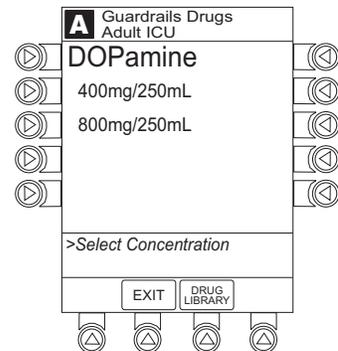 A Guardrails Drugs
Adult ICU
DOPamine
400mg/250mL
800mg/250mL
>Select Concentration
EXIT
DRUG
LIBRARY